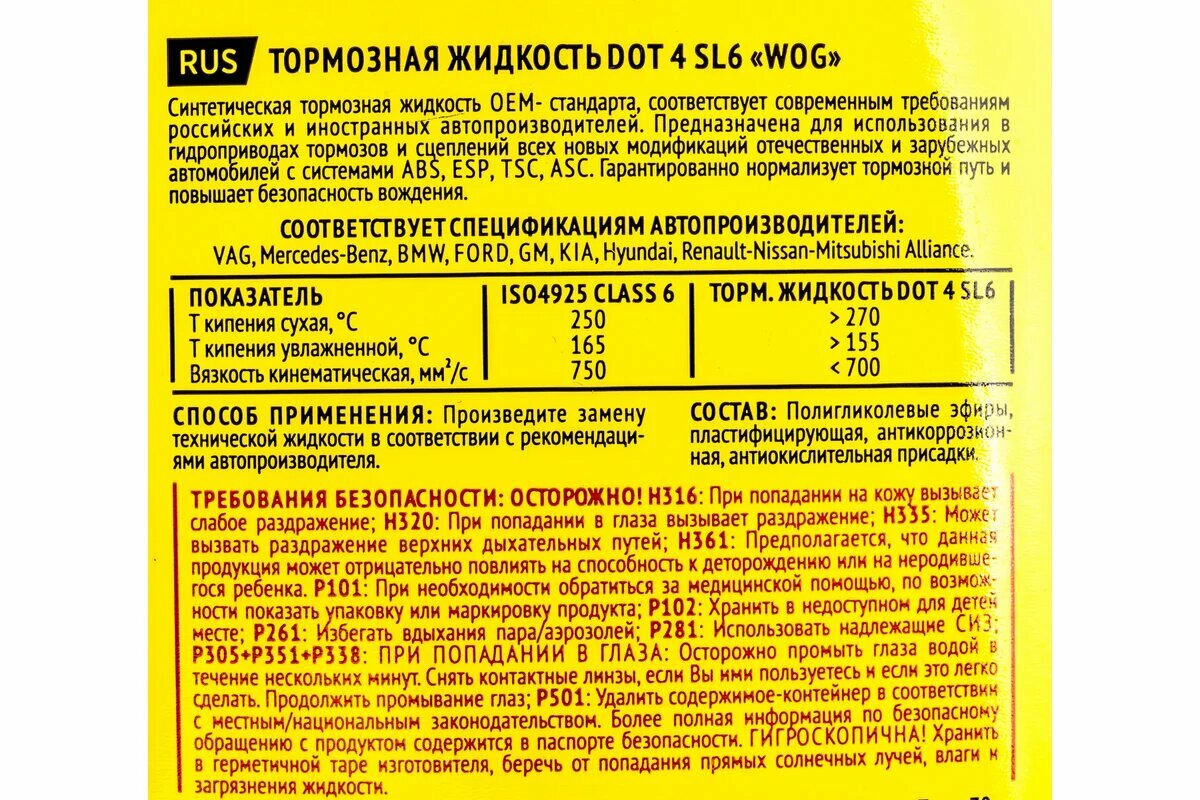 RUS ТОРМОЗНАЯ ЖИДКОСТЬ DOT 4 SL6 «WOG»
Синтетическая тормозная жидкость OEM- стандарта, соответствует современным требованиям
российских и иностранных автопроизводителей. Предназначена для использования в
гидроприводах тормозов и сцеплений всех новых модификаций отечественных и зарубежных
автомобилей с системами ABS, ESP, TSC, ASC. Гарантированно нормализует тормозной путь и
повышает безопасность вождения.
СООТВЕТСТВУЕТ СПЕЦИФИКАЦИЯМ АВТОПРОИЗВОДИТЕЛЕЙ:
VAG, Mercedes-Benz, BMW, FORD, GM, KIA, Hyundai, Renault-Nissan-Mitsubishi Alliance.
ПОКАЗАТЕЛЬ ISO4925 CLASS 6 ТОРМ. ЖИДКОСТЬ DOT 4 SL6
Т кипения сухая, °С 250 > 270
Т кипения увлажненной, °С 165 > 155
Вязкость кинематическая, мм²/с 750 < 700
СПОСОБ ПРИМЕНЕНИЯ: Произведите замену
технической жидкости в соответствии с рекомендаци-
ями автопроизводителя.
СОСТАВ: Полигликолевые эфиры,
пластифицирующая, антикоррозион-
ная, антиокислительная присадки.
ТРЕБОВАНИЯ БЕЗОПАСНОСТИ: ОСТОРОЖНО! H316: При попадании на кожу вызывает
слабое раздражение; H320: При попадании в глаза вызывает раздражение; H335: Может
вызвать раздражение верхних дыхательных путей; H361: Предполагается, что данная
продукция может отрицательно повлиять на способность к деторождению или на неродивше-
гося ребенка. P101: При необходимости обратиться за медицинской помощью, по возмож-
ности показать упаковку или маркировку продукта; P102: Хранить в недоступном для детей
месте; P261: Избегать вдыхания пара/аэрозолей; P281: Использовать надлежащие СИЗ;
P305+P351+P338: ПРИ ПОПАДАНИИ В ГЛАЗА: Осторожно промыть глаза водой в
течение нескольких минут. Снять контактные линзы, если Вы ими пользуетесь и если это легко
сделать. Продолжить промывание глаз; P501: Удалить содержимое-контейнер в соответствии
с местным/национальным законодательством. Более полная информация по безопасному
обращению с продуктом содержится в паспорте безопасности. ГИГРОСКОПИЧНА! Хранить
в герметичной таре изготовителя, беречь от попадания прямых солнечных лучей, влаги и
загрязнения жидкости.